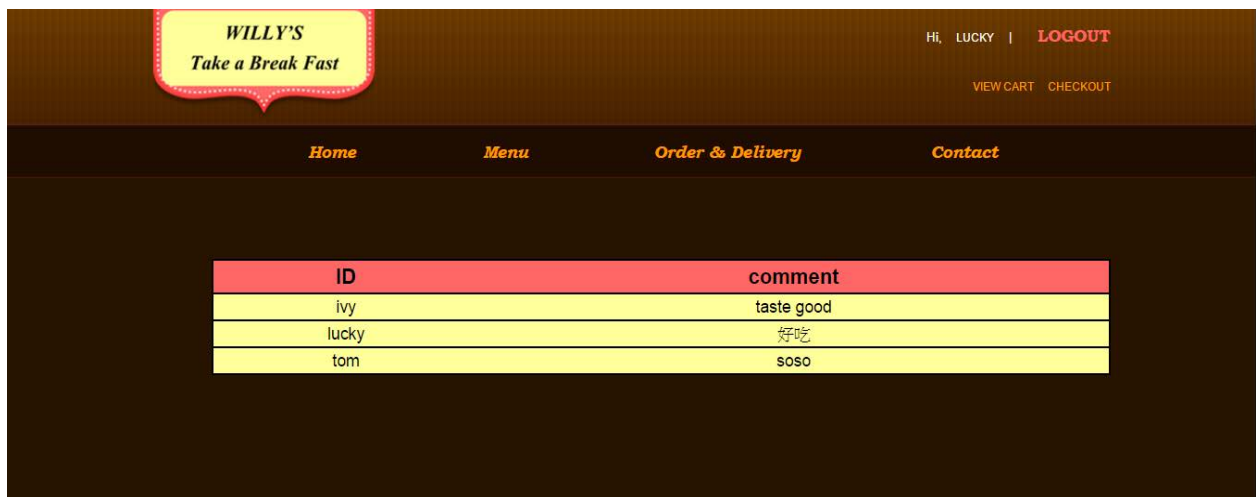 WILLY'S
Take a Break Fast
Hi, LUCKY | LOGOUT
VIEW CART CHECKOUT
Home Menu Order & Delivery Contact
ID comment
ivy taste good
lucky 好吃
tom soso